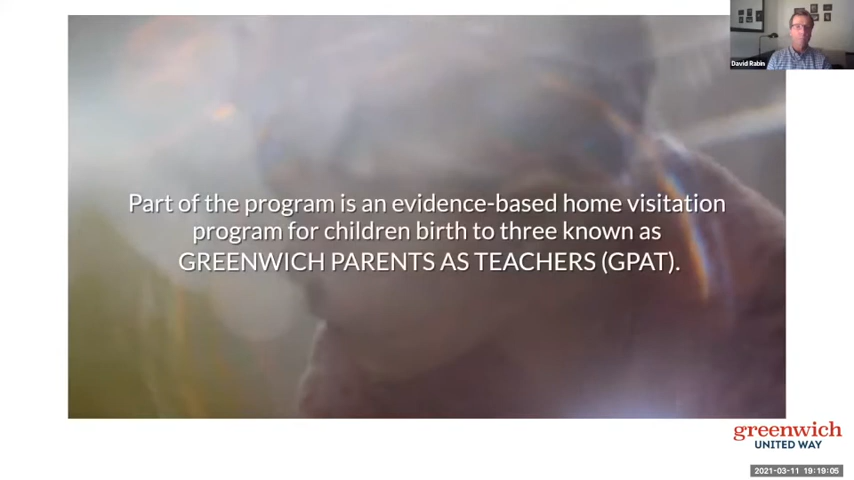 David Rabin
Part of the program is an evidence-based home visitation
program for children birth to three known as
GREENWICH PARENTS AS TEACHERS (GPAT).
greenwich
UNITED WAY
2021-03-11 19:19:05